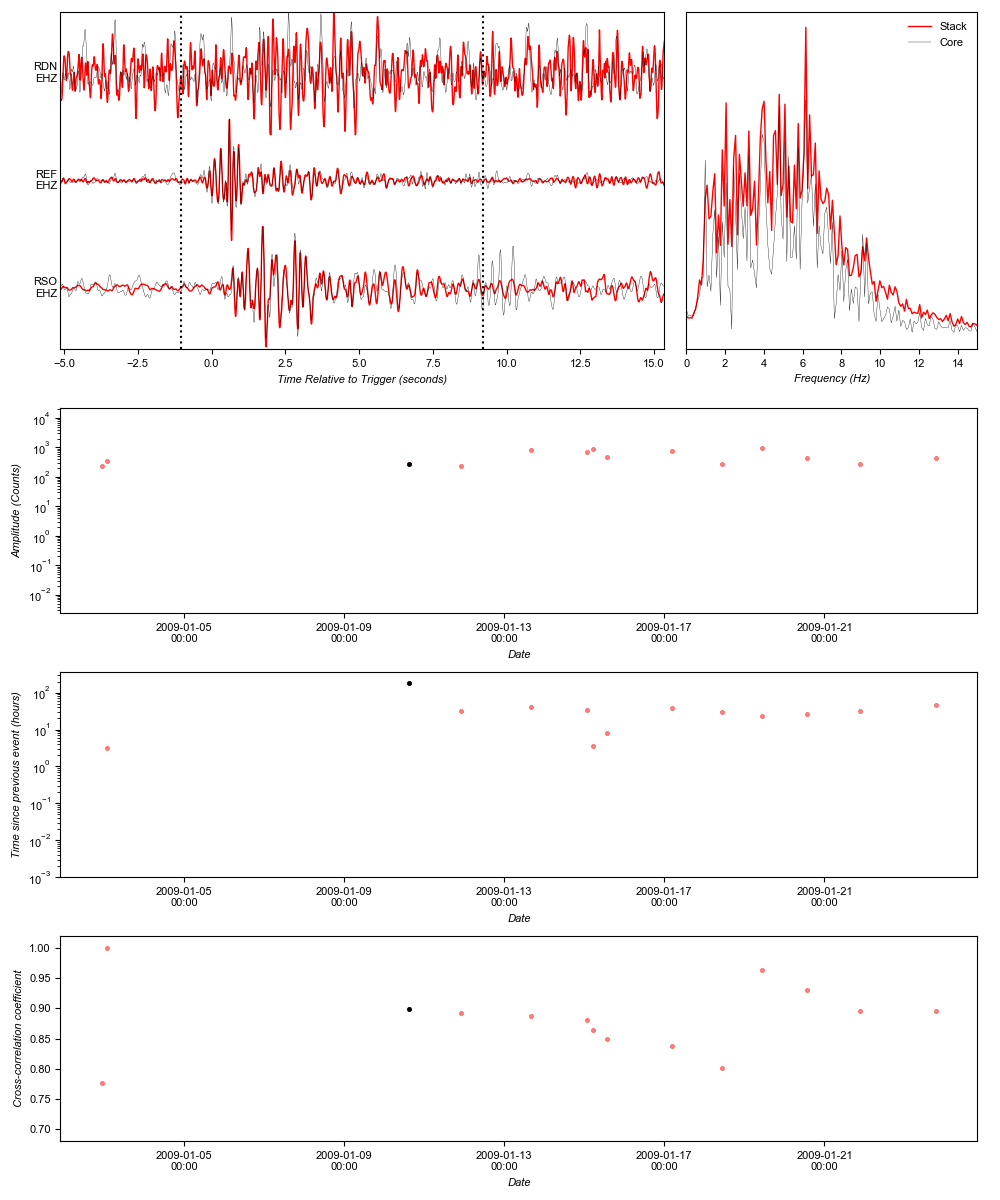 RDN
EHZ
REF
EHZ
RSO
EHZ
−5.0 −2.5 0.0 2.5 5.0 7.5 10.0 12.5 15.0
Time Relative to Trigger (seconds)
Stack
Core
0 2 4 6 8 10 12 14
Frequency (Hz)
10⁴
10³
10²
10¹
10⁰
10⁻¹
10⁻²
Amplitude (Counts)
2009-01-05 2009-01-09 2009-01-13 2009-01-17 2009-01-21
00:00 00:00 00:00 00:00 00:00
Date
10²
10¹
10⁰
10⁻¹
10⁻²
10⁻³
Time since previous event (hours)
2009-01-05 2009-01-09 2009-01-13 2009-01-17 2009-01-21
00:00 00:00 00:00 00:00 00:00
Date
1.00
0.95
0.90
0.85
0.80
0.75
0.70
Cross-correlation coefficient
2009-01-05 2009-01-09 2009-01-13 2009-01-17 2009-01-21
00:00 00:00 00:00 00:00 00:00
Date